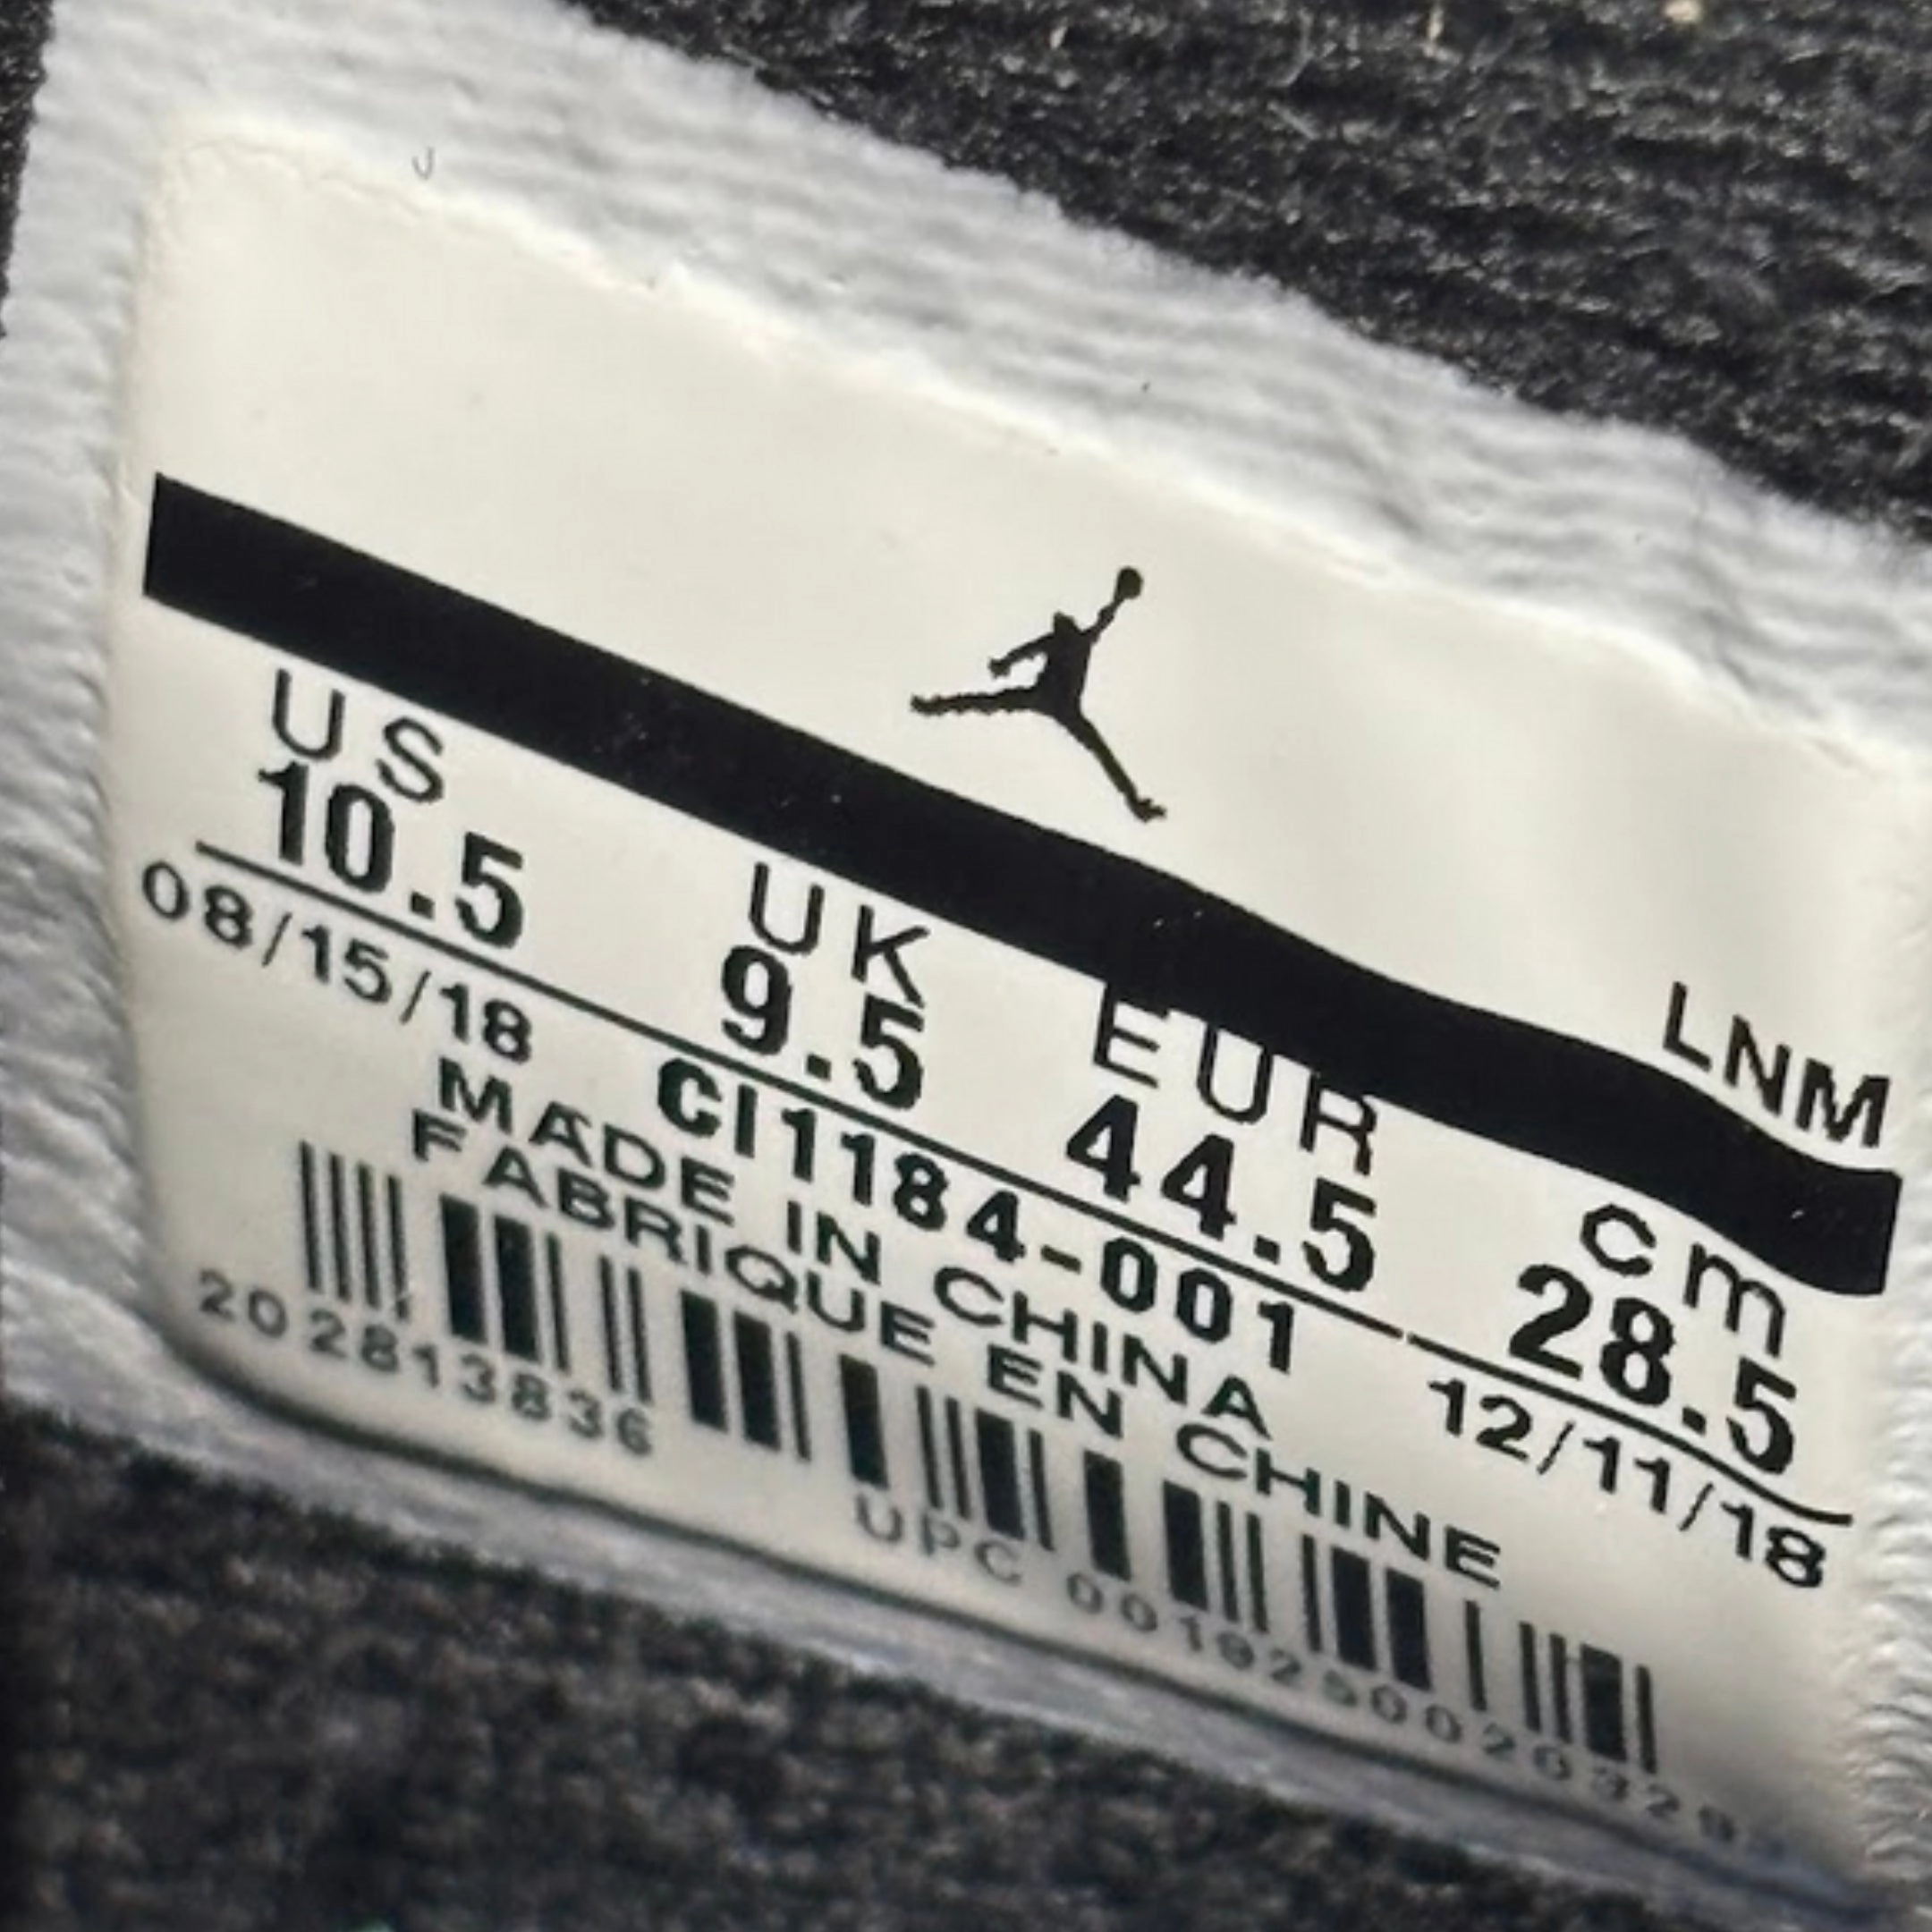 LNM
US UK EUR cm
10.5 9.5 44.5 28.5
08/15/18 CI1184-001 12/11/18
MADE IN CHINA
FABRIQUE EN CHINE
202813836
UPC